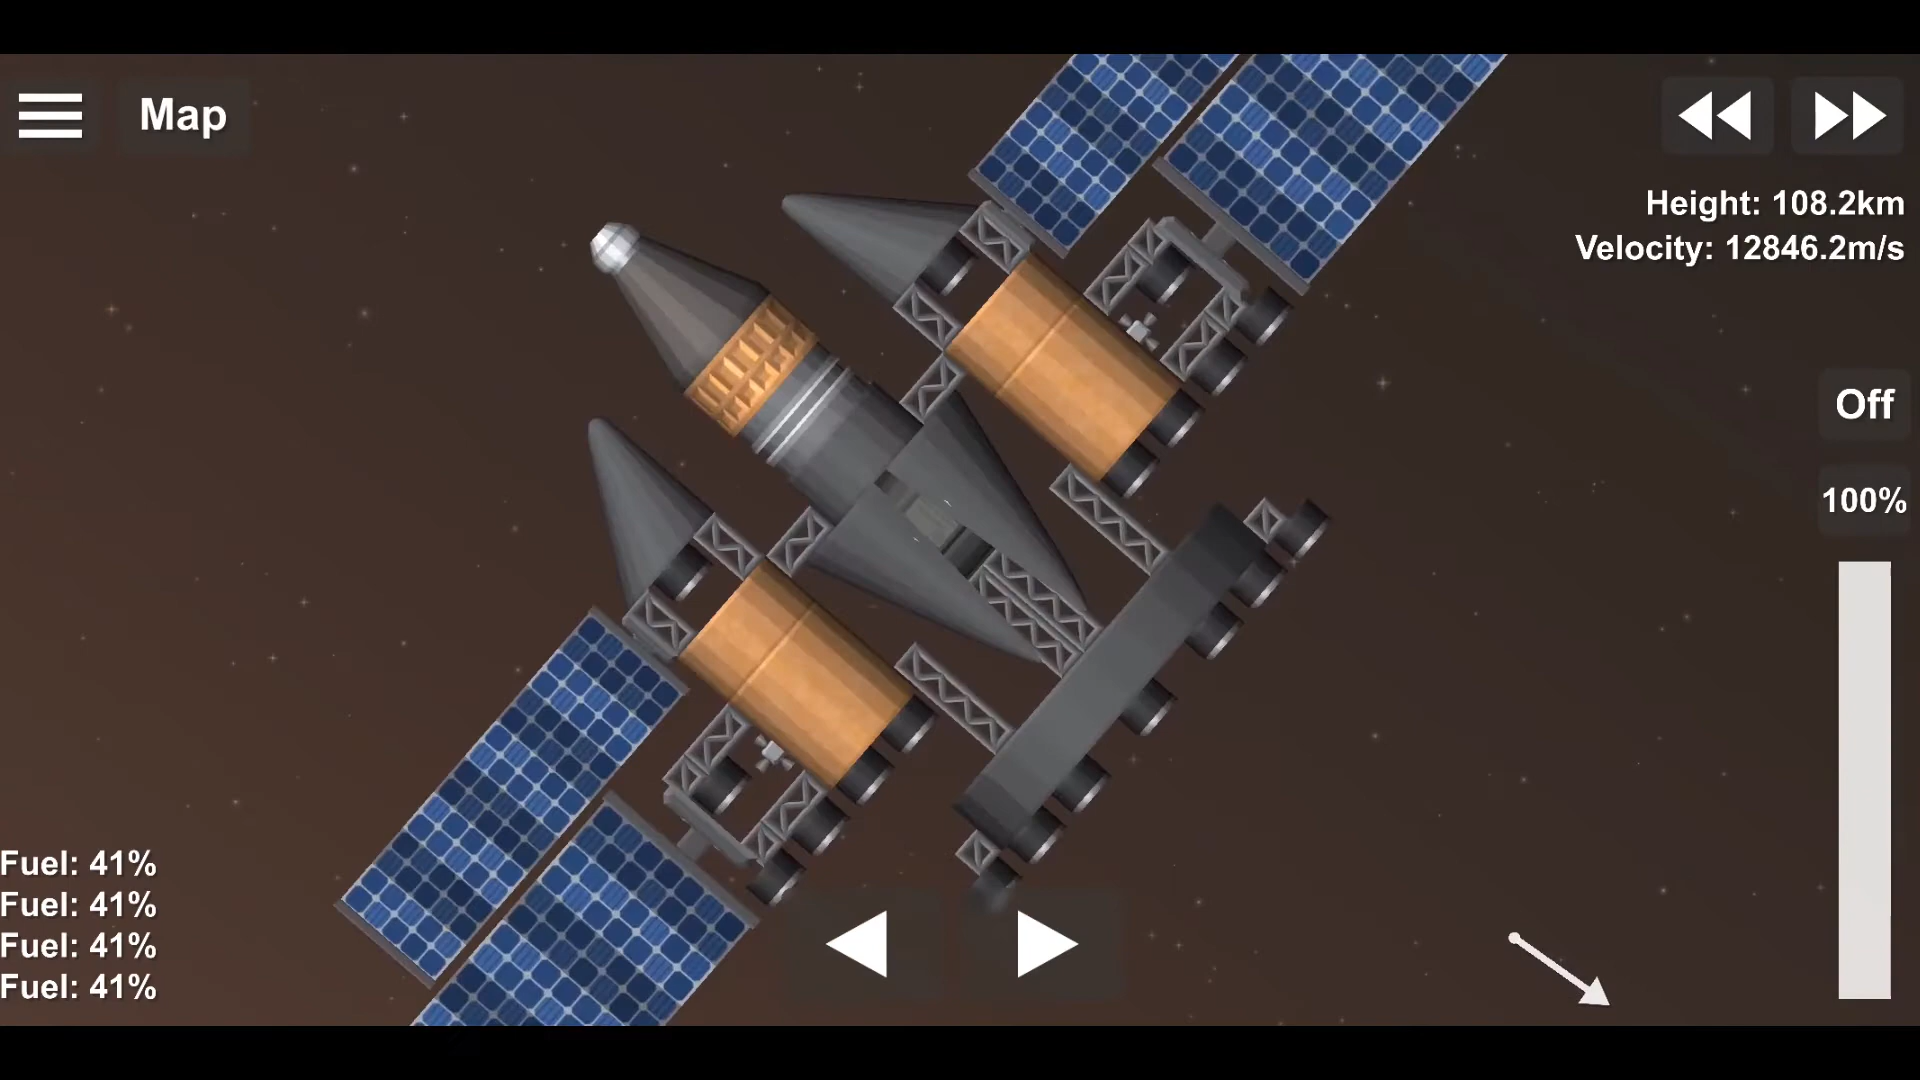 Map
Height: 108.2km
Velocity: 12846.2m/s
Off
100%
Fuel: 41%
Fuel: 41%
Fuel: 41%
Fuel: 41%